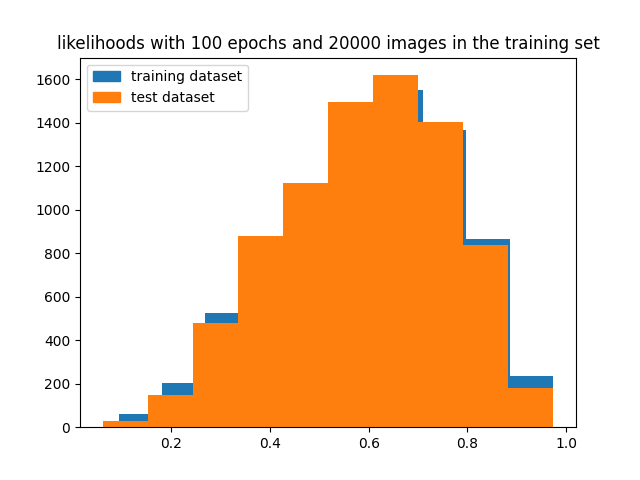 likelihoods with 100 epochs and 20000 images in the training set
training dataset
test dataset
1600
1400
1200
1000
800
600
400
200
0
0.2 0.4 0.6 0.8 1.0